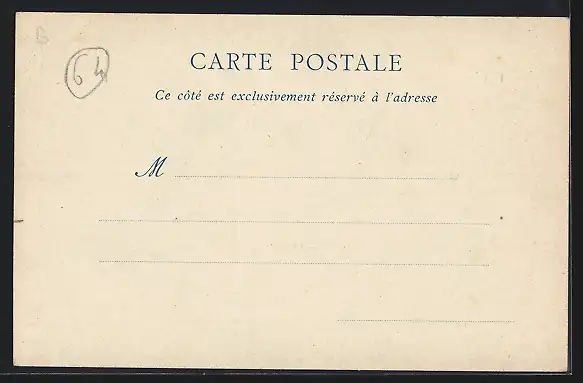 64
CARTE POSTALE
Ce côté est exclusivement réservé à l'adresse
M